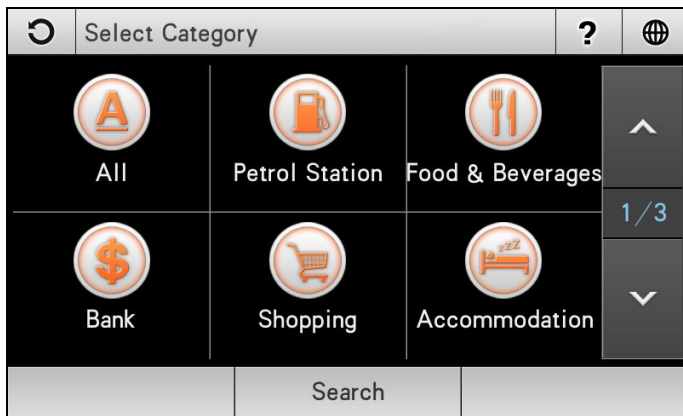 Select Category ?
A
All Petrol Station Food & Beverages
1/3
$ zzZ
Bank Shopping Accommodation
Search